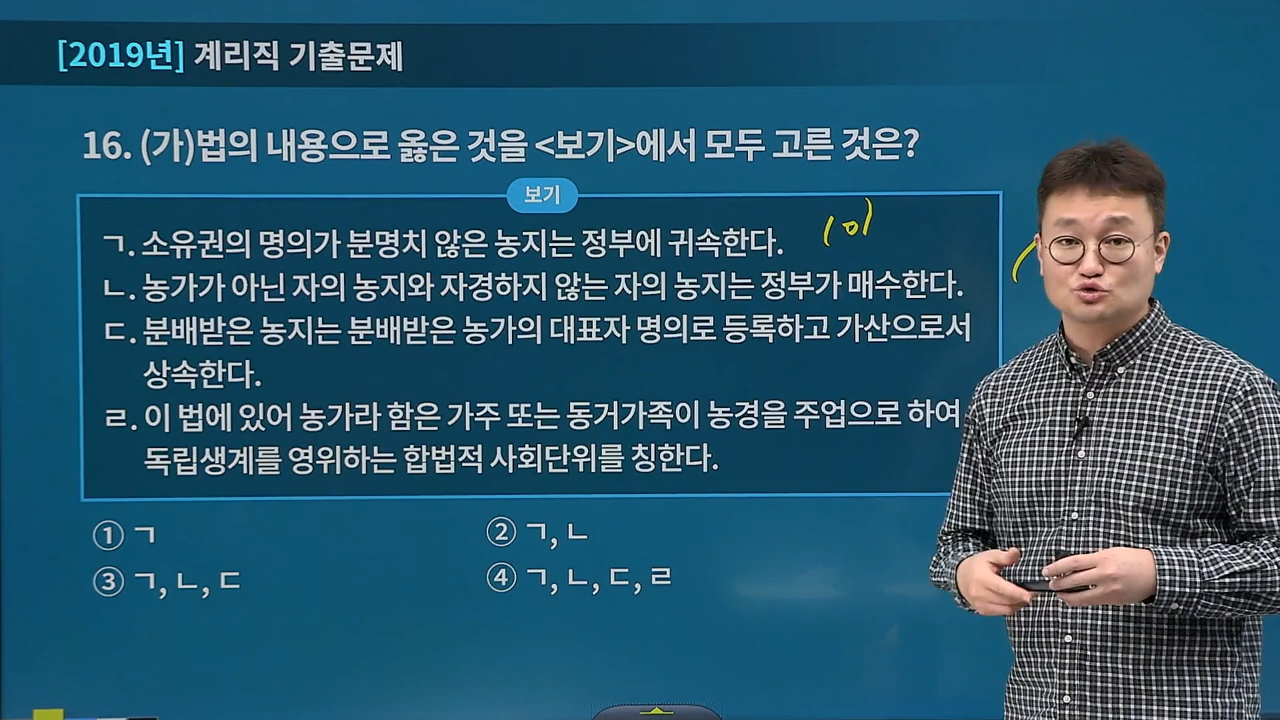 [2019년] 계리직 기출문제
16. (가)법의 내용으로 옳은 것을 <보기>에서 모두 고른 것은?
보기
ㄱ. 소유권의 명의가 분명치 않은 농지는 정부에 귀속한다.
ㄴ. 농가가 아닌 자의 농지와 자경하지 않는 자의 농지는 정부가 매수한다.
ㄷ. 분배받은 농지는 분배받은 농가의 대표자 명의로 등록하고 가산으로서
상속한다.
ㄹ. 이 법에 있어 농가라 함은 가주 또는 동거가족이 농경을 주업으로 하여
독립생계를 영위하는 합법적 사회단위를 칭한다.
① ㄱ
② ㄱ, ㄴ
③ ㄱ, ㄴ, ㄷ
④ ㄱ, ㄴ, ㄷ, ㄹ